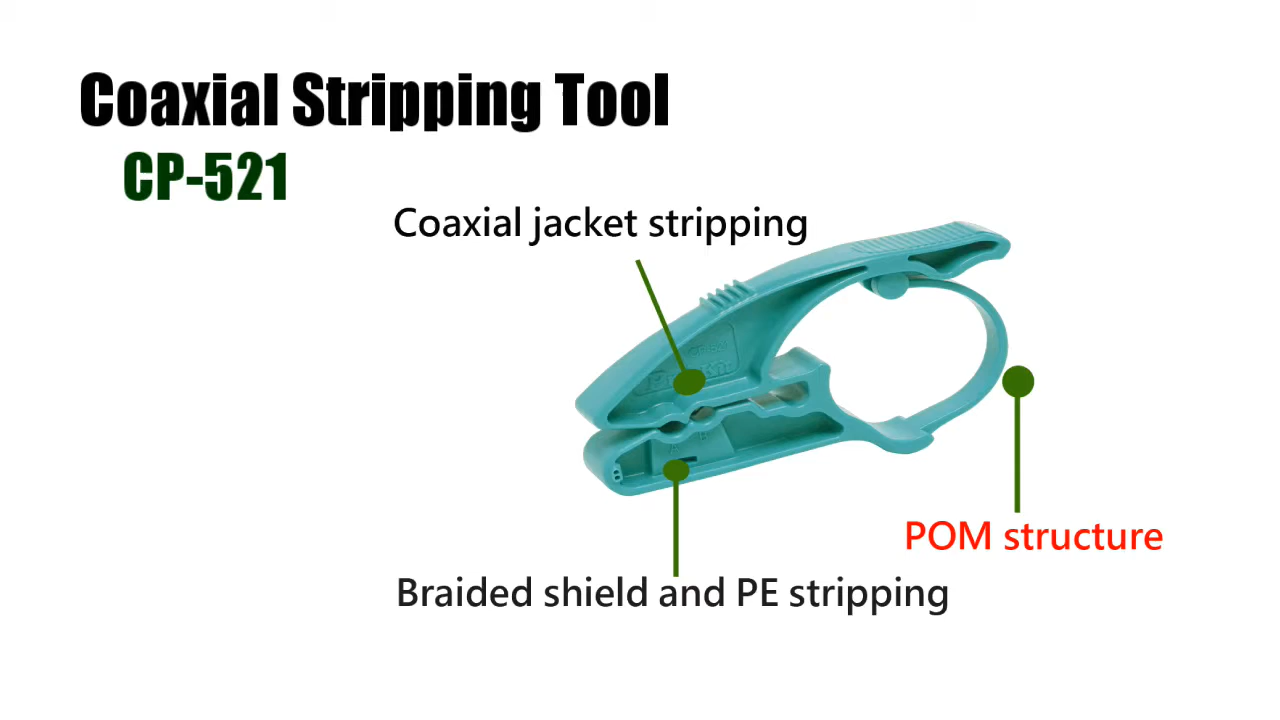 Coaxial Stripping Tool
CP-521
Coaxial jacket stripping
POM structure
Braided shield and PE stripping